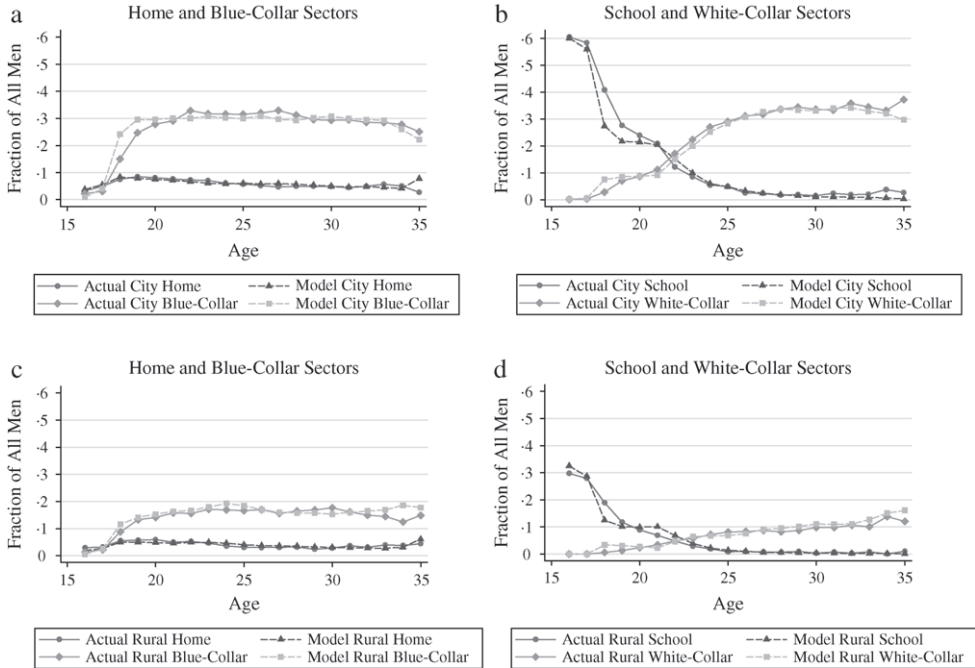 a
Home and Blue-Collar Sectors
Fraction of All Men
·6
·5
·4
·3
·2
·1
0
15 20 25 30 35
Age
Actual City Home Model City Home
Actual City Blue-Collar Model City Blue-Collar
b
School and White-Collar Sectors
Fraction of All Men
·6
·5
·4
·3
·2
·1
0
15 20 25 30 35
Age
Actual City School Model City School
Actual City White-Collar Model City White-Collar
c
Home and Blue-Collar Sectors
Fraction of All Men
·6
·5
·4
·3
·2
·1
0
15 20 25 30 35
Age
Actual Rural Home Model Rural Home
Actual Rural Blue-Collar Model Rural Blue-Collar
d
School and White-Collar Sectors
Fraction of All Men
·6
·5
·4
·3
·2
·1
0
15 20 25 30 35
Age
Actual Rural School Model Rural School
Actual Rural White-Collar Model Rural White-Collar